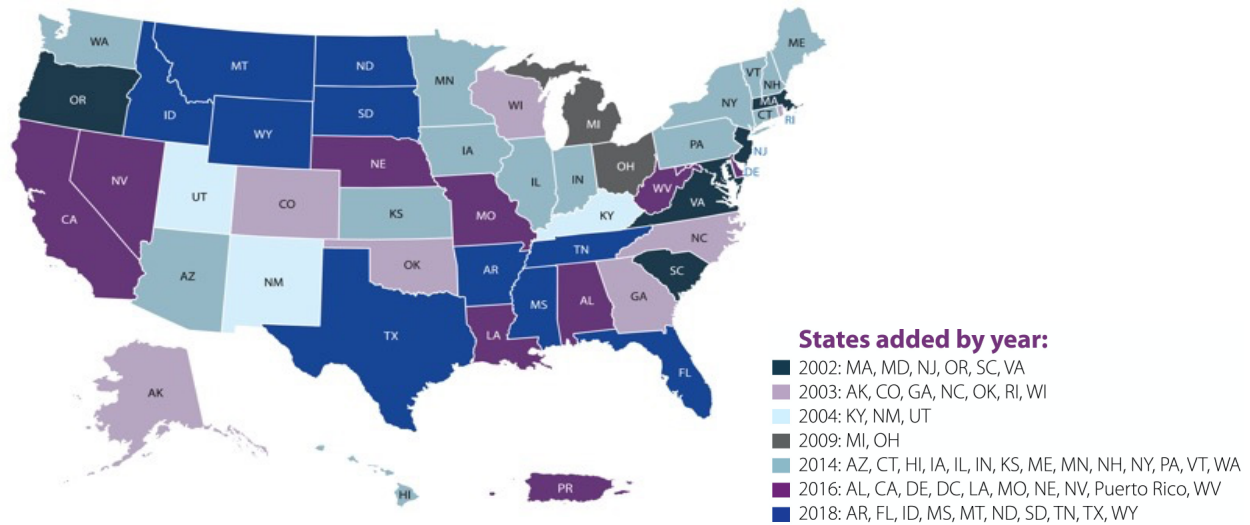 WA
MT
ND
MN
ME
VT
NH
OR
ID
SD
WI
NY
MA
CT
RI
WY
MI
IA
PA
NJ
NE
OH
DE
NV
UT
IL
IN
WV
CA
CO
KS
MO
KY
VA
NC
TN
AZ
NM
OK
AR
SC
MS
AL
GA
TX
LA
FL
AK
HI
PR
States added by year:
2002: MA, MD, NJ, OR, SC, VA
2003: AK, CO, GA, NC, OK, RI, WI
2004: KY, NM, UT
2009: MI, OH
2014: AZ, CT, HI, IA, IL, IN, KS, ME, MN, NH, NY, PA, VT, WA
2016: AL, CA, DE, DC, LA, MO, NE, NV, Puerto Rico, WV
2018: AR, FL, ID, MS, MT, ND, SD, TN, TX, WY